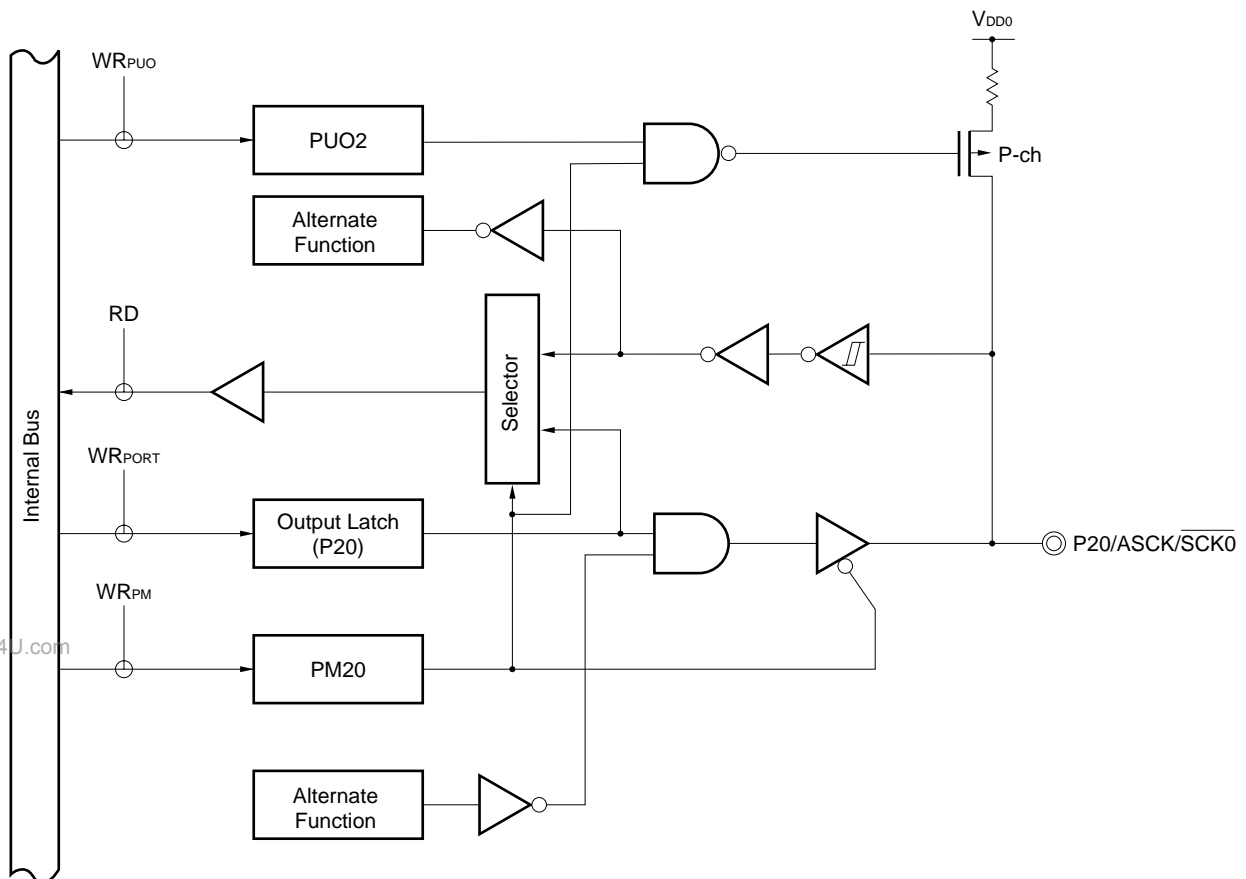 VDD0
WRPUO
PUO2
P-ch
Alternate
Function
RD
Selector
Internal Bus
WRPORT
Output Latch
(P20)
P20/ASCK/S̅C̅K̅0̅
WRPM
4U.com
PM20
Alternate
Function